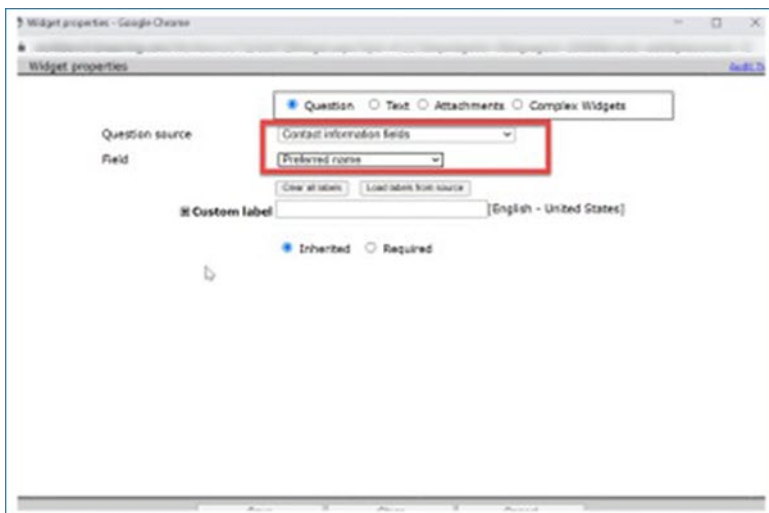 Widget properties - Google Chrome
Widget properties
Question Text Attachments Complex Widgets
Question source Contact information fields
Field Preferred name
Clear all labels Load labels from source
Custom label [English - United States]
Inherited Required